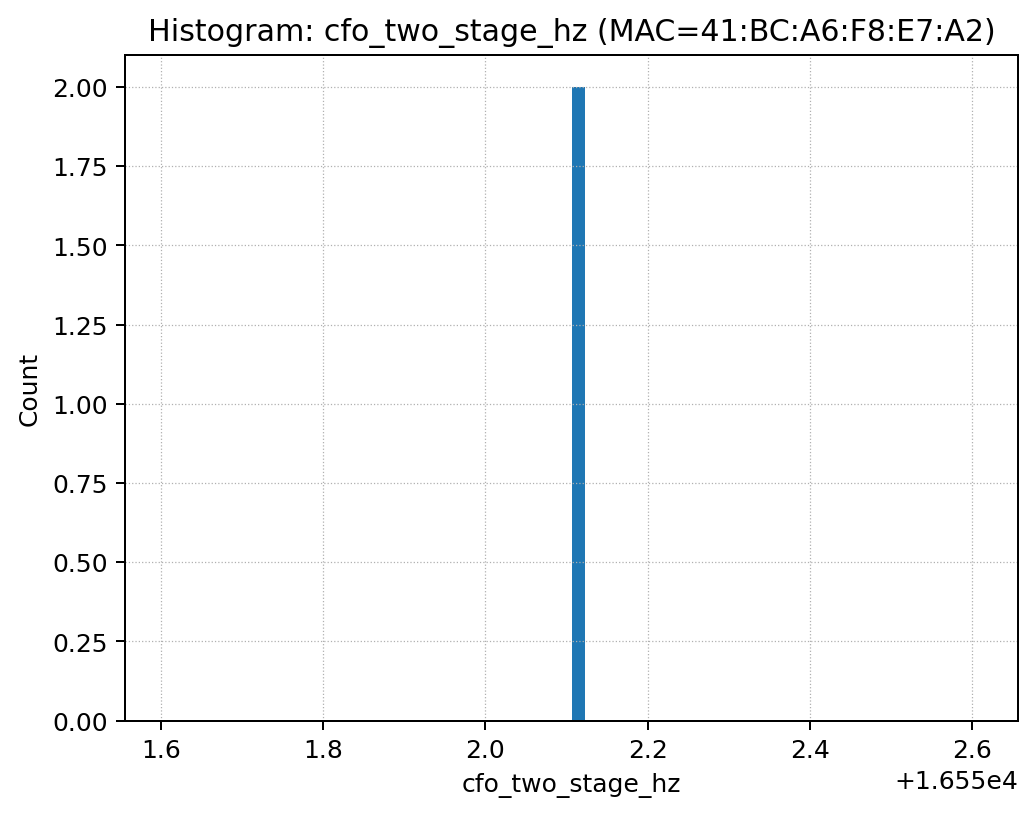 Histogram: cfo_two_stage_hz (MAC=41:BC:A6:F8:E7:A2)
2.00
1.75
1.50
1.25
1.00
0.75
0.50
0.25
0.00
Count
1.6 1.8 2.0 2.2 2.4 2.6
cfo_two_stage_hz
+1.655e4